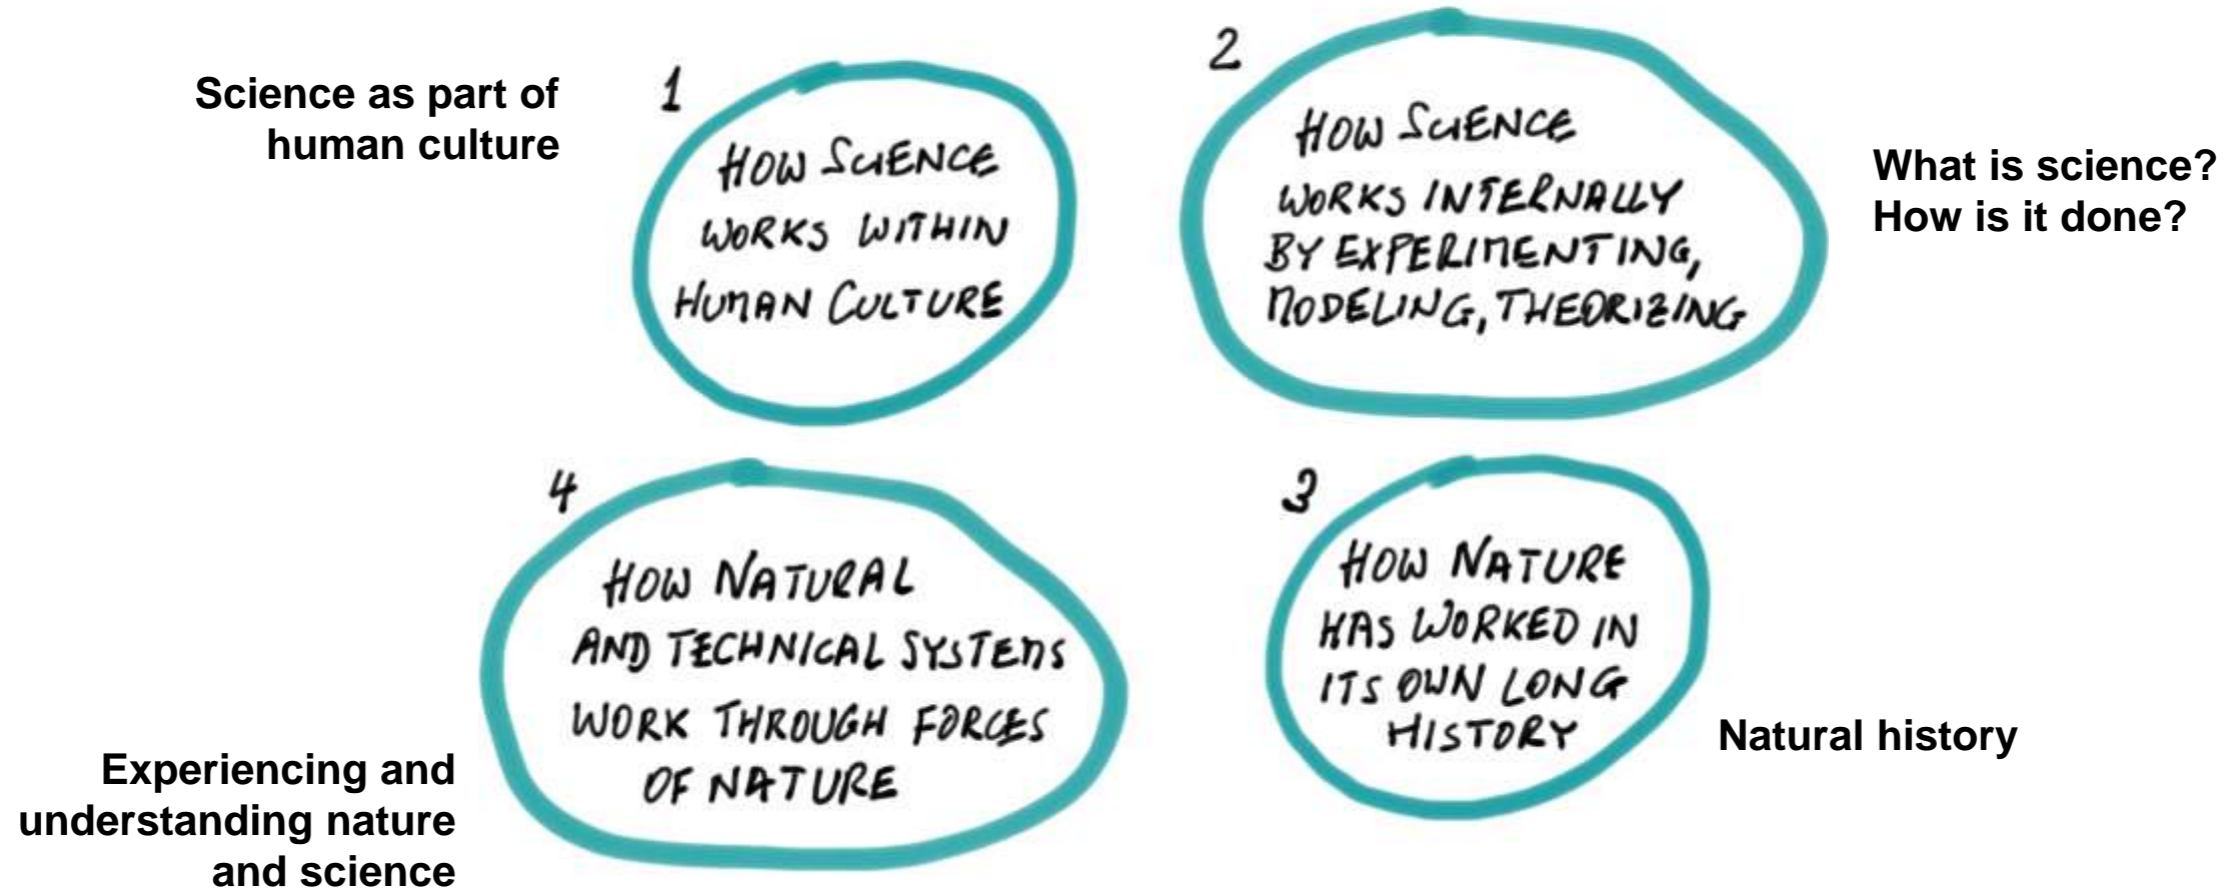 Science as part of
human culture
1
HOW SCIENCE
WORKS WITHIN
HUMAN CULTURE
2
HOW SCIENCE
WORKS INTERNALLY
BY EXPERIMENTING,
MODELING, THEORIZING
What is science?
How is it done?
4
HOW NATURAL
AND TECHNICAL SYSTEMS
WORK THROUGH FORCES
OF NATURE
Experiencing and
understanding nature
and science
3
HOW NATURE
HAS WORKED IN
ITS OWN LONG
HISTORY
Natural history